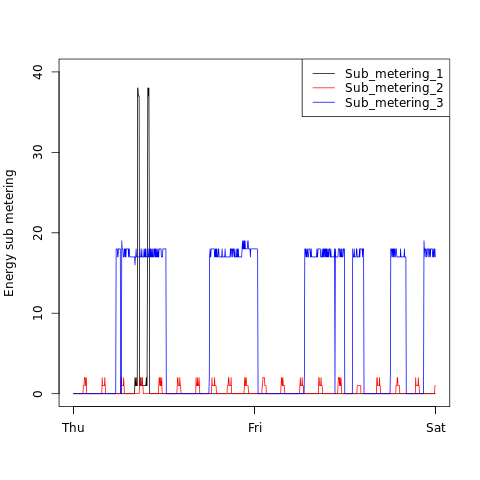 Sub_metering_1
Sub_metering_2
Sub_metering_3
Energy sub metering
40
30
20
10
0
Thu Fri Sat